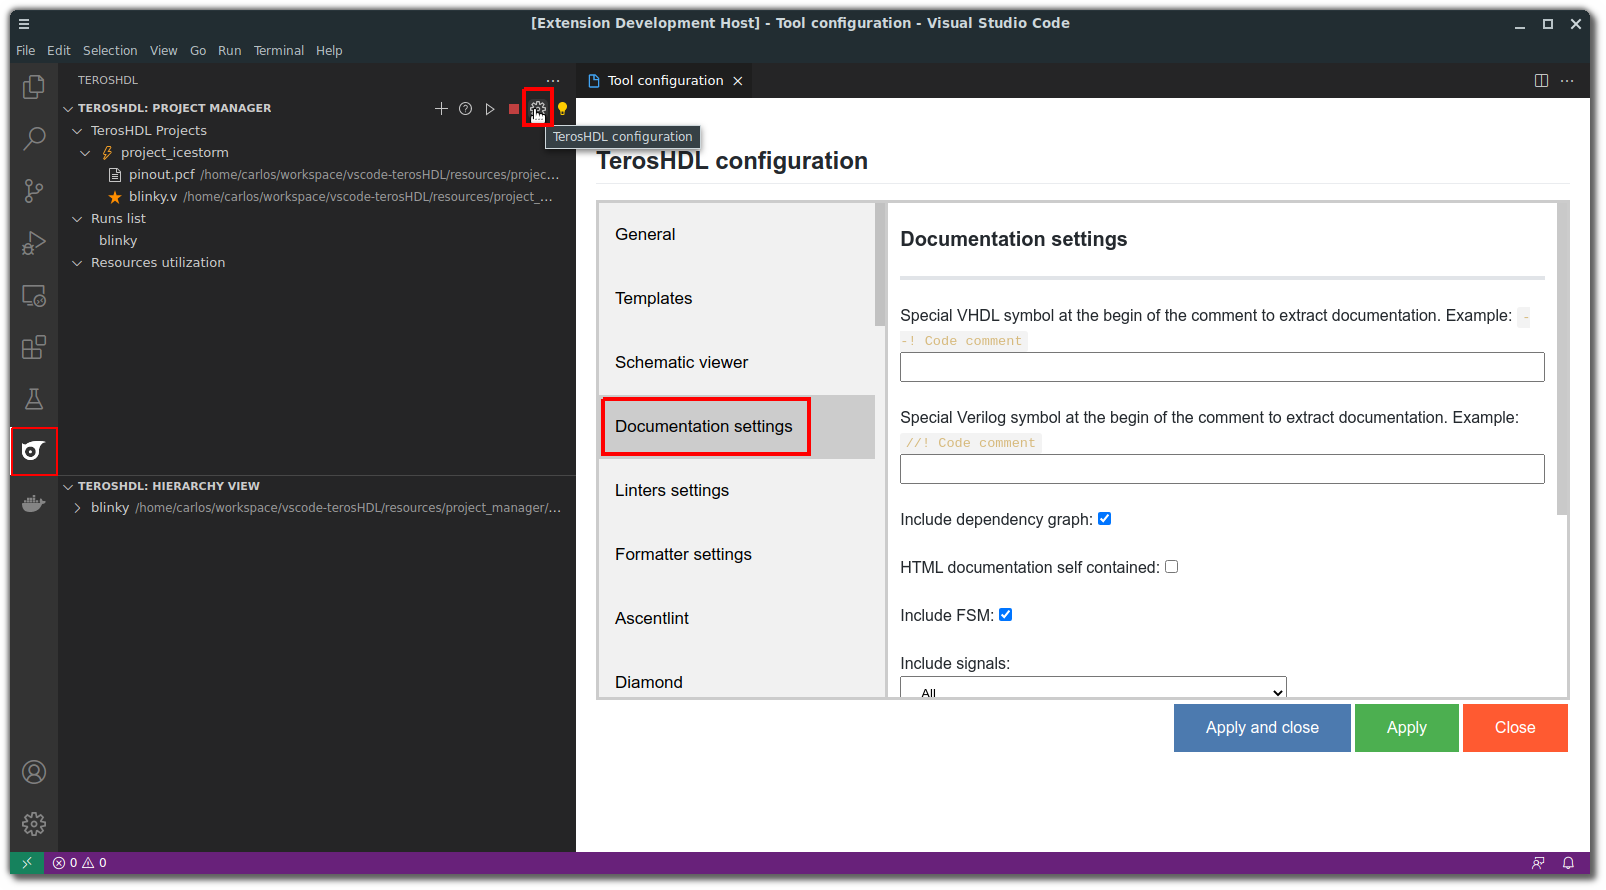 [Extension Development Host] - Tool configuration - Visual Studio Code
File Edit Selection View Go Run Terminal Help
TEROSHDL
Tool configuration
TEROSHDL: PROJECT MANAGER
TerosHDL Projects
TerosHDL configuration
project_icestorm
pinout.pcf /home/carlos/workspace/vscode-terosHDL/resources/projec...
blinky.v /home/carlos/workspace/vscode-terosHDL/resources/project_...
Runs list
blinky
Resources utilization
TEROSHDL: HIERARCHY VIEW
blinky /home/carlos/workspace/vscode-terosHDL/resources/project_manager/...
TerosHDL configuration
General
Templates
Schematic viewer
Documentation settings
Linters settings
Formatter settings
Ascentlint
Diamond
Documentation settings
Special VHDL symbol at the begin of the comment to extract documentation. Example: -
-! Code comment
Special Verilog symbol at the begin of the comment to extract documentation. Example:
//! Code comment
Include dependency graph:
HTML documentation self contained:
Include FSM:
Include signals:
All
Apply and close
Apply
Close
0 0